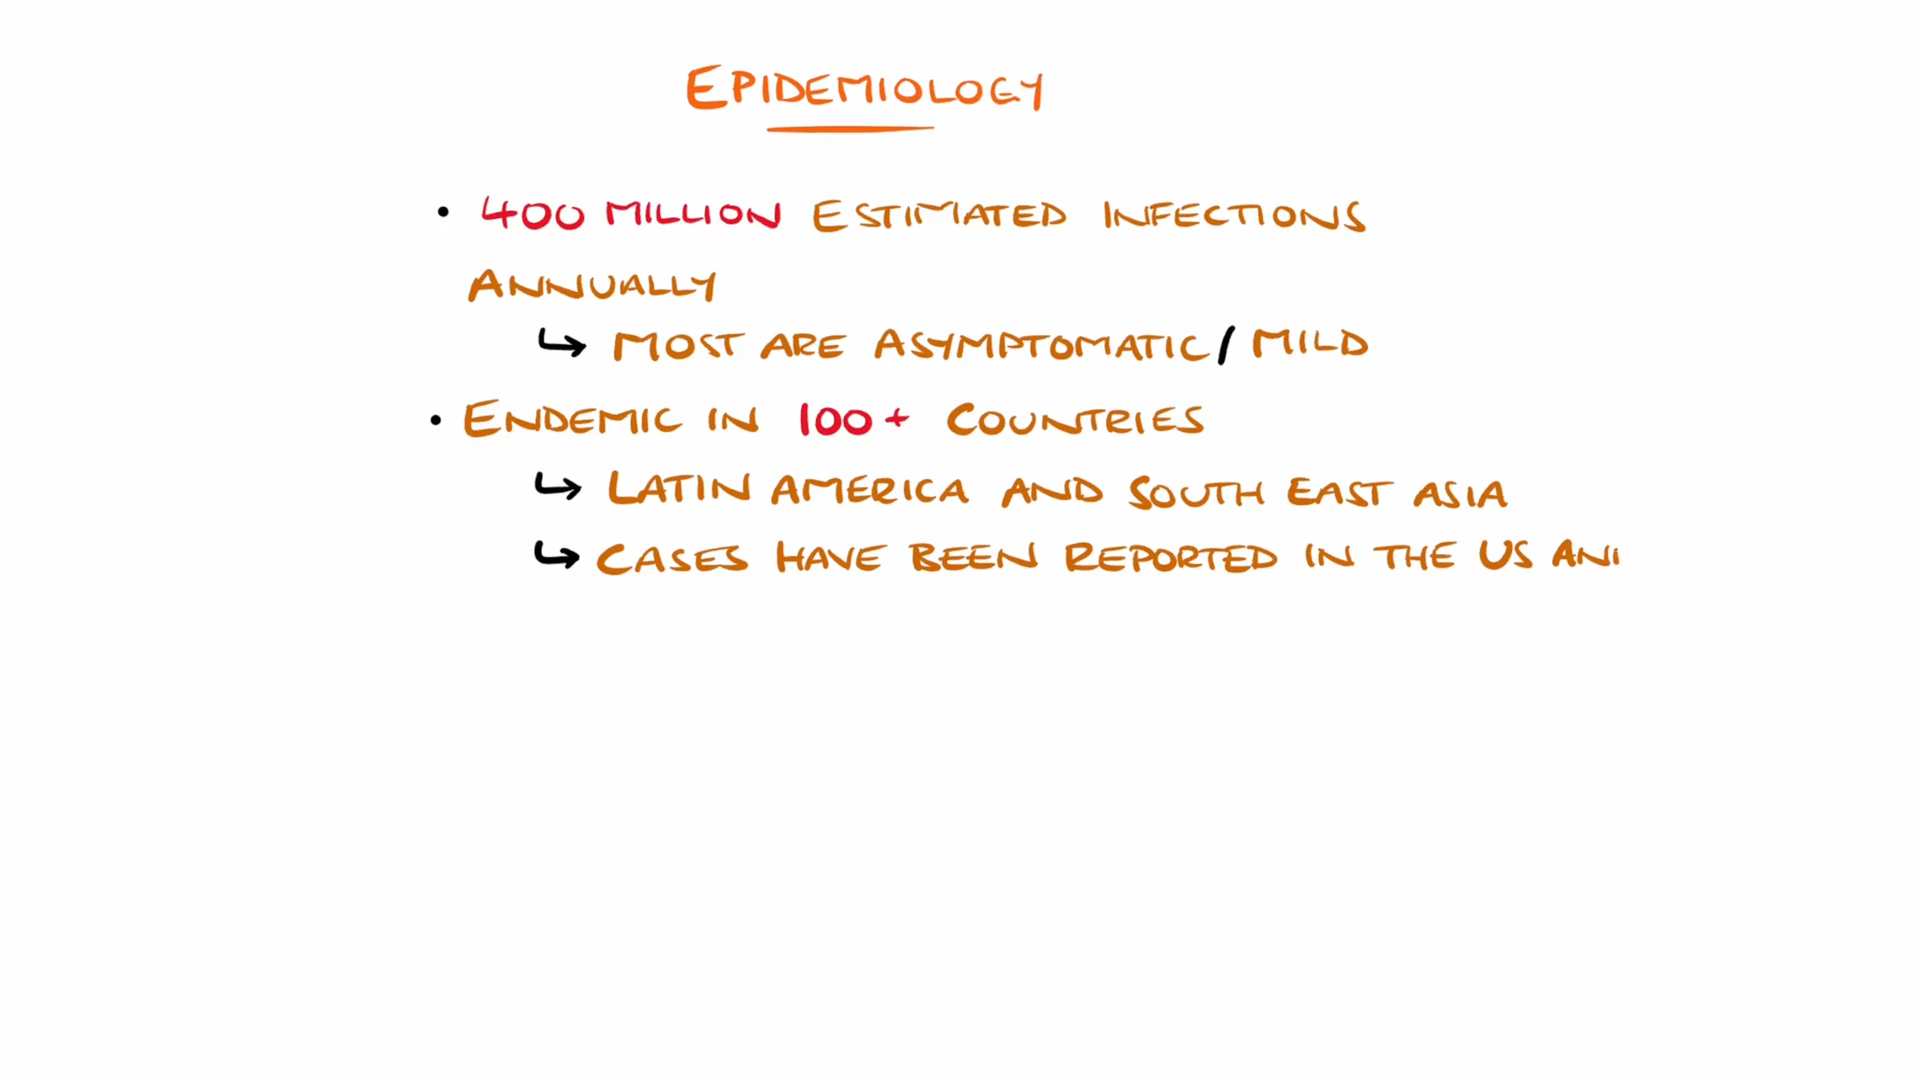 EPIDEMIOLOGY
• 400 MILLION ESTIMATED INFECTIONS
ANNUALLY
↳ MOST ARE ASYMPTOMATIC/MILD
• ENDEMIC IN 100+ COUNTRIES
↳ LATIN AMERICA AND SOUTH EAST ASIA
↳ CASES HAVE BEEN REPORTED IN THE US AN